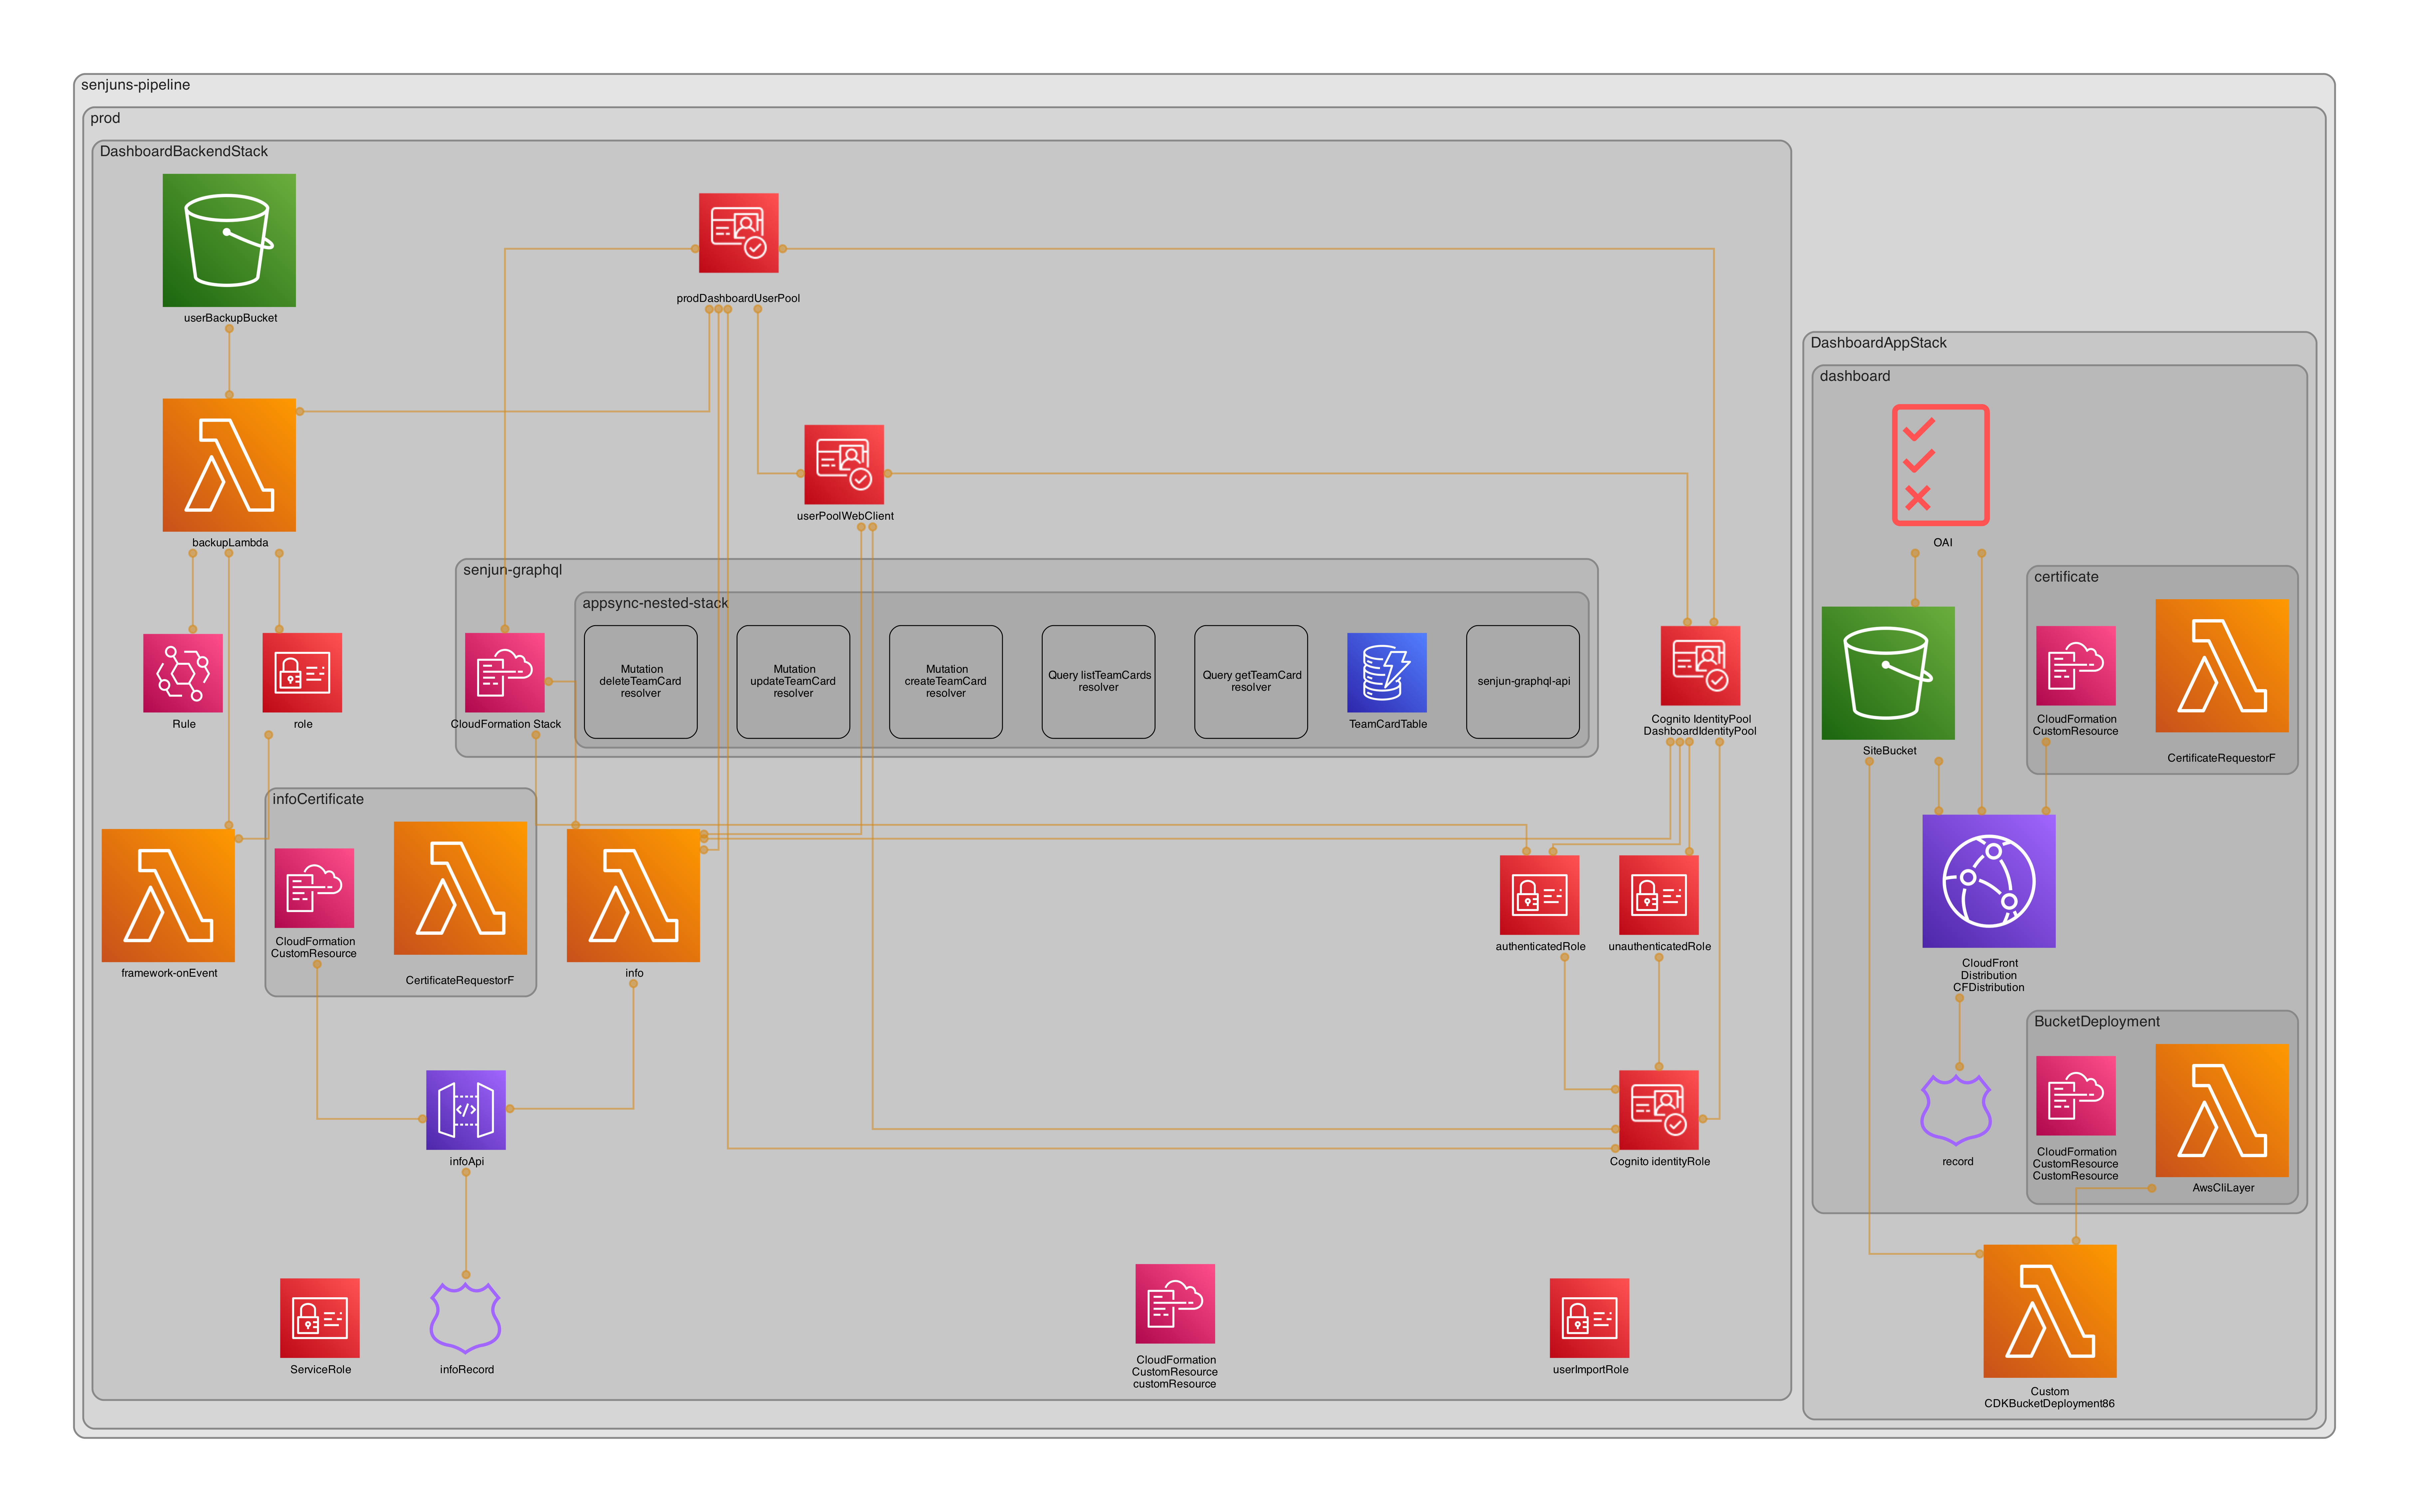 senjuns-pipeline
prod
DashboardBackendStack
userBackupBucket
prodDashboardUserPool
backupLambda
userPoolWebClient
Rule
role
senjun-graphql
appsync-nested-stack
CloudFormation Stack
Mutation
deleteTeamCard
resolver
Mutation
updateTeamCard
resolver
Mutation
createTeamCard
resolver
Query listTeamCards
resolver
Query getTeamCard
resolver
TeamCardTable
senjun-graphql-api
Cognito IdentityPool
DashboardIdentityPool
framework-onEvent
infoCertificate
CloudFormation
CustomResource
CertificateRequestorF
info
authenticatedRole
unauthenticatedRole
infoApi
Cognito identityRole
ServiceRole
infoRecord
CloudFormation
CustomResource
customResource
userImportRole
DashboardAppStack
dashboard
OAI
SiteBucket
certificate
CloudFormation
CustomResource
CertificateRequestorF
CloudFront
Distribution
CFDistribution
record
BucketDeployment
CloudFormation
CustomResource
CustomResource
AwsCliLayer
Custom
CDKBucketDeployment86